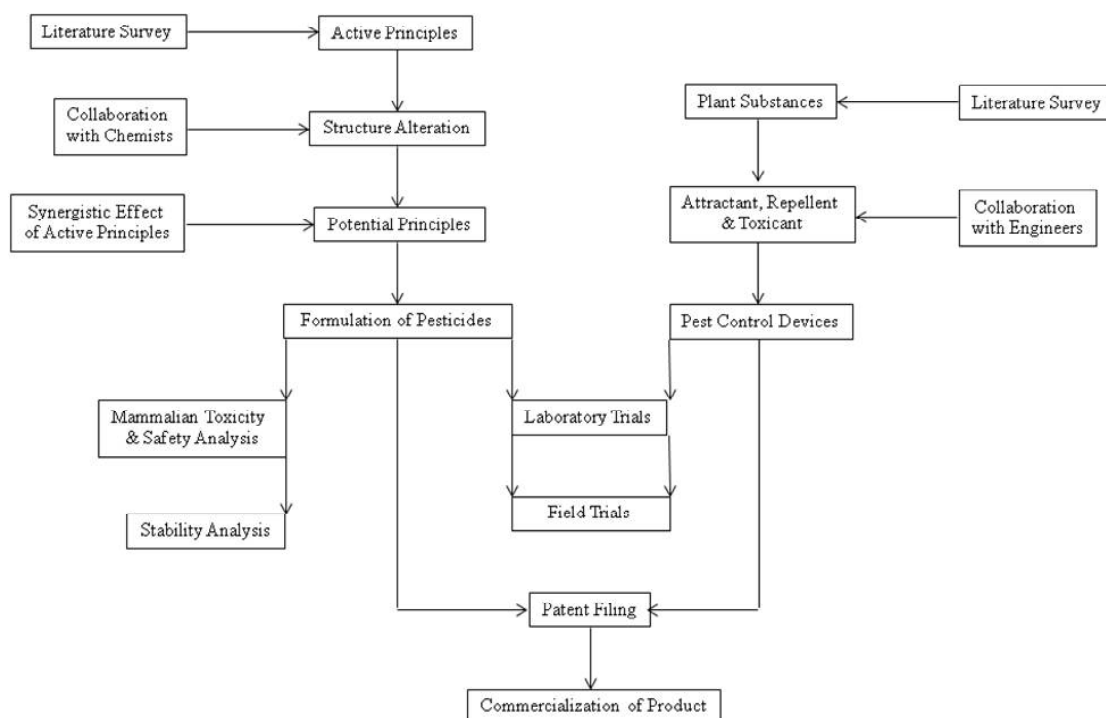 Literature Survey
Active Principles
Collaboration
with Chemists
Structure Alteration
Plant Substances
Literature Survey
Synergistic Effect
of Active Principles
Potential Principles
Attractant, Repellent
& Toxicant
Collaboration
with Engineers
Formulation of Pesticides
Pest Control Devices
Mammalian Toxicity
& Safety Analysis
Laboratory Trials
Stability Analysis
Field Trials
Patent Filing
Commercialization of Product